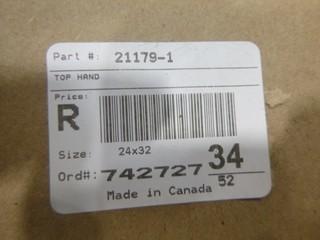 Part #: 21179-1
TOP HAND
Price:
R
Size: 24x32
34
Ord#: 742727
52
Made in Canada